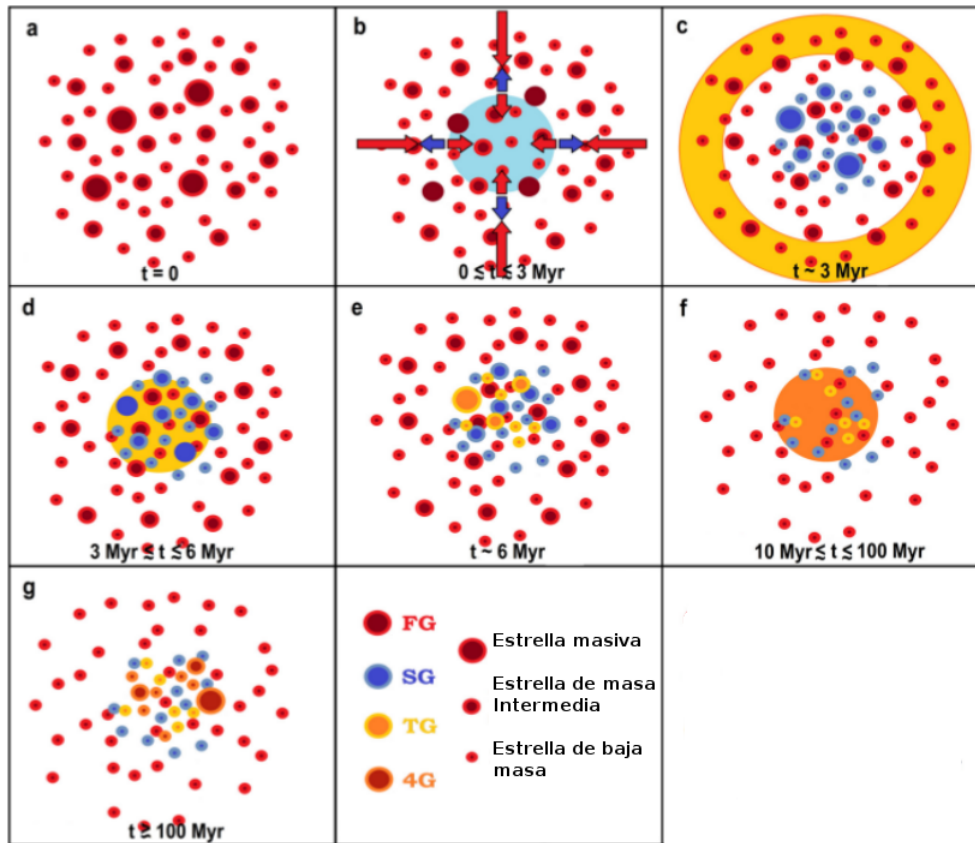 a
t = 0
b
0 ≲ t ≲ 3 Myr
c
t ~ 3 Myr
d
3 Myr ≲ t ≲ 6 Myr
e
t ~ 6 Myr
f
10 Myr ≲ t ≲ 100 Myr
g
t ≳ 100 Myr
FG
SG
TG
4G
Estrella masiva
Estrella de masa
Intermedia
Estrella de baja
masa